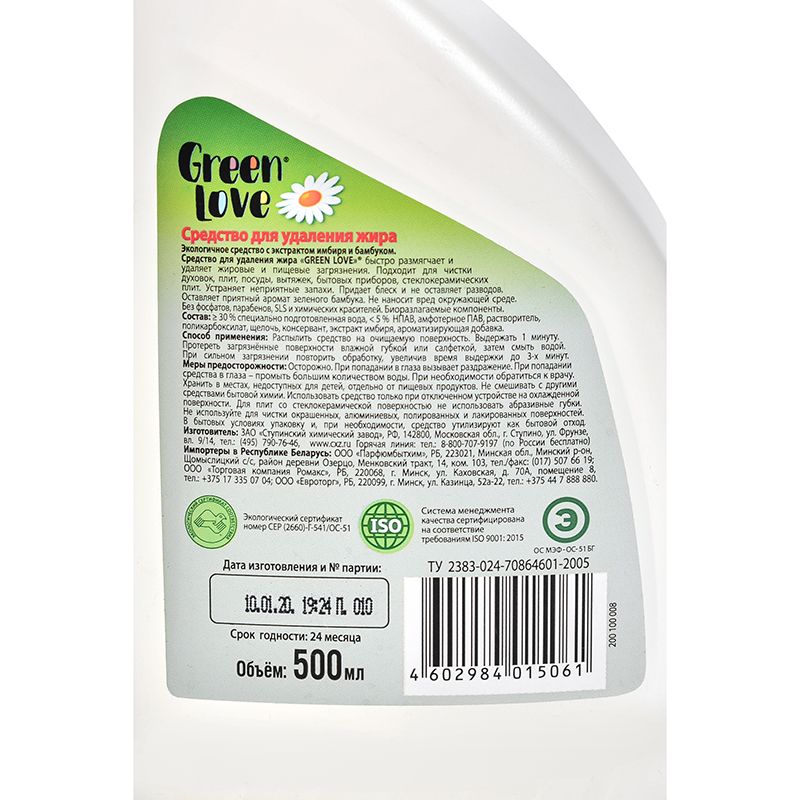 Green®
Love
Средство для удаления жира
Экологичное средство с экстрактом имбиря и бамбуком.
Средство для удаления жира «GREEN LOVE»® быстро размягчает и
удаляет жировые и пищевые загрязнения. Подходит для чистки
духовок, плит, посуды, вытяжек, бытовых приборов, стеклокерамических
плит. Устраняет неприятные запахи. Придает блеск и не оставляет разводов.
Оставляет приятный аромат зеленого бамбука. Не наносит вред окружающей среде.
Без фосфатов, парабенов, SLS и химических красителей. Биоразлагаемые компоненты.
Состав: ≥ 30 % специально подготовленная вода, < 5 % НПАВ, амфотерное ПАВ, растворитель,
поликарбоксилат, щелочь, консервант, экстракт имбиря, ароматизирующая добавка.
Способ применения: Распылить средство на очищаемую поверхность. Выдержать 1 минуту.
Протереть загрязнённые поверхности влажной губкой или салфеткой, затем смыть водой.
При сильном загрязнении повторить обработку, увеличив время выдержки до 3-х минут.
Меры предосторожности: Осторожно. При попадании в глаза вызывает раздражение. При попадании
средства в глаза – промыть большим количеством воды. При необходимости обратиться к врачу.
Хранить в местах, недоступных для детей, отдельно от пищевых продуктов. Не смешивать с другими
средствами бытовой химии. Использовать средство только при отключенном устройстве на охлажденной
поверхности. Для плит со стеклокерамической поверхностью не использовать абразивные губки.
Не используйте для чистки окрашенных, алюминиевых, полированных и лакированных поверхностей.
В бытовых условиях упаковку и, при необходимости, средство утилизируют как бытовой отход.
Изготовитель: ЗАО «Ступинский химический завод», РФ, 142800, Московская обл., г. Ступино, ул. Фрунзе,
вл. 9/14, тел.: (495) 790-76-46, www.cxz.ru Горячая линия: тел.: 8-800-707-9197 (по России бесплатно)
Импортеры в Республике Беларусь: ООО «Парфюмбытхим», РБ, 223021, Минская обл., Минский р-он,
Щомыслицкий с/с, район деревни Озерцо, Менковский тракт, 14, ком. 103, тел./факс: (017) 507 66 19;
ООО «Торговая компания Ромакс», РБ, 220068, г. Минск, ул. Каховская, д. 70А, помещение 8,
тел.: +375 17 335 07 04; ООО «Евроторг», РБ, 220099, г. Минск, ул. Казинца, 52а-22, тел.: +375 44 7 888 880.
Экологический сертификат
номер СЕР (2660)-Г-541/ОС-51
ISO
Система менеджмента
качества сертифицирована
на соответствие
требованиям ISO 9001: 2015
Э
ОС МЭФ - ОС - 51 БГ
Дата изготовления и № партии:
10.01.20. 19:24 П. 010
Срок годности: 24 месяца
Объём: 500 мл
ТУ 2383-024-70864601-2005
4 602984 015061
200 100 008